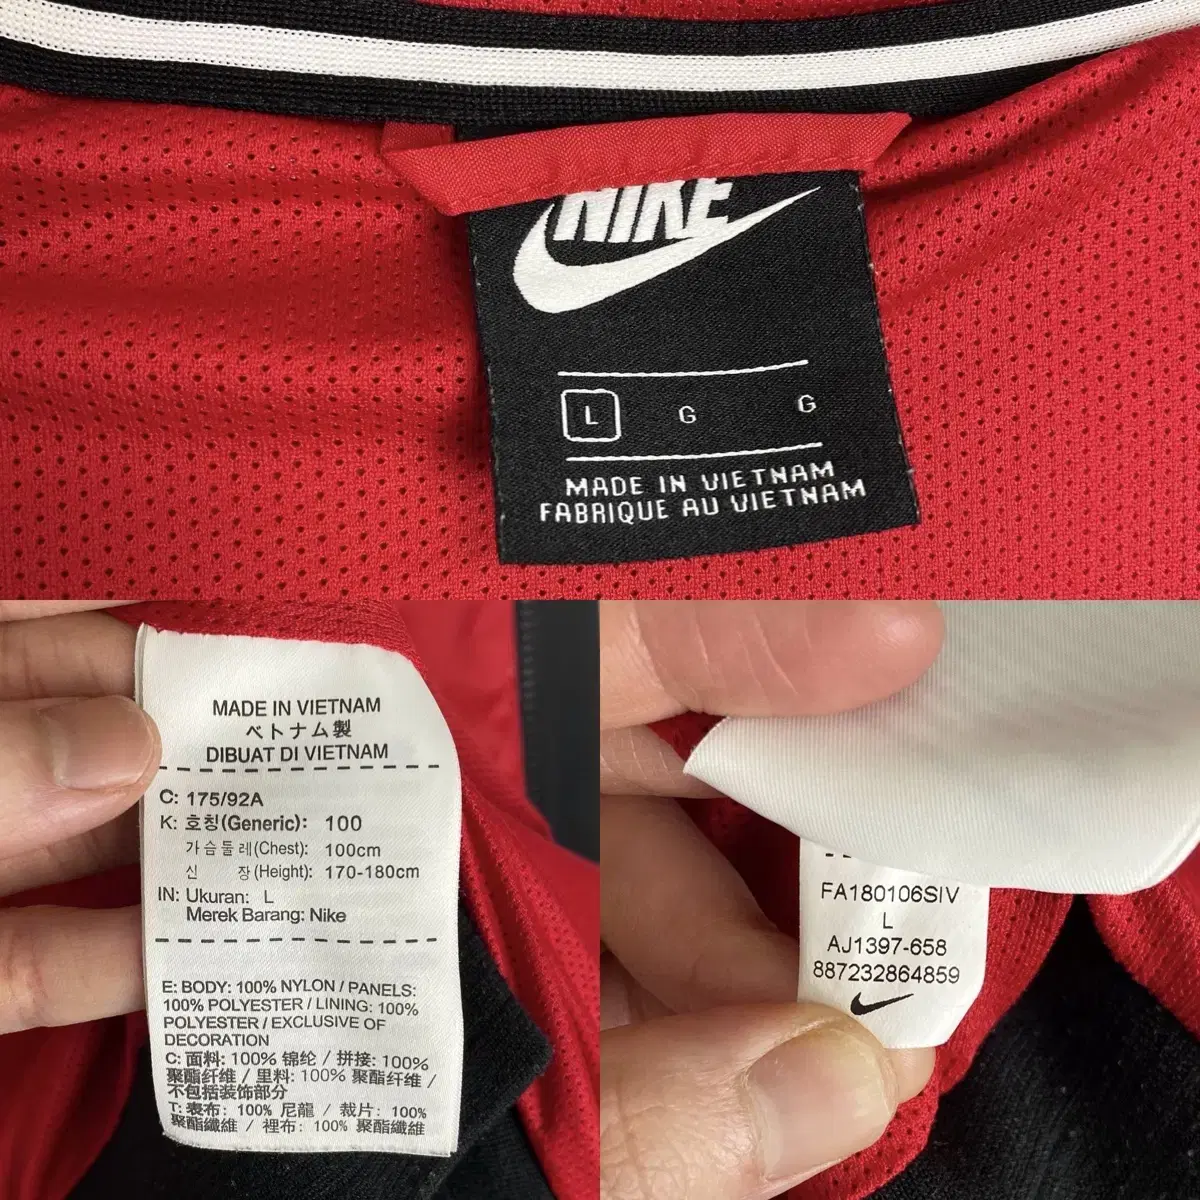 NIKE
L G G
MADE IN VIETNAM
FABRIQUE AU VIETNAM
MADE IN VIETNAM
ベトナム製
DIBUAT DI VIETNAM
C: 175/92A
K: 호칭(Generic): 100
가슴둘레(Chest): 100cm
신 장(Height): 170-180cm
IN: Ukuran: L
Merek Barang: Nike
E: BODY: 100% NYLON / PANELS:
100% POLYESTER / LINING: 100%
POLYESTER / EXCLUSIVE OF
DECORATION
C: 面料: 100% 锦纶 / 拼接: 100%
聚酯纤维 / 里料: 100% 聚酯纤维 /
不包括装饰部分
T: 表布: 100% 尼龍 / 裁片: 100%
聚酯纖維 / 裡布: 100% 聚酯纖維
FA180106SIV
L
AJ1397-658
887232864859